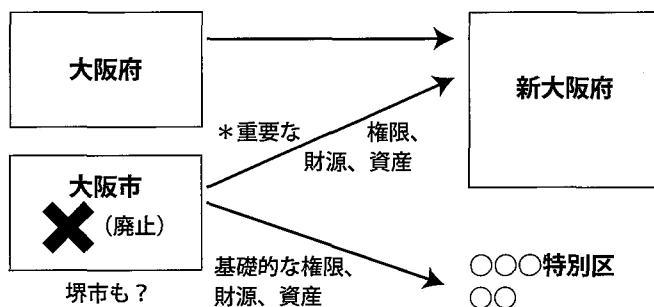 大阪府
新大阪府
＊重要な 権限、
財源、資産
大阪市
(廃止)
堺市も？
基礎的な権限、
財源、資産
○○○特別区
○○